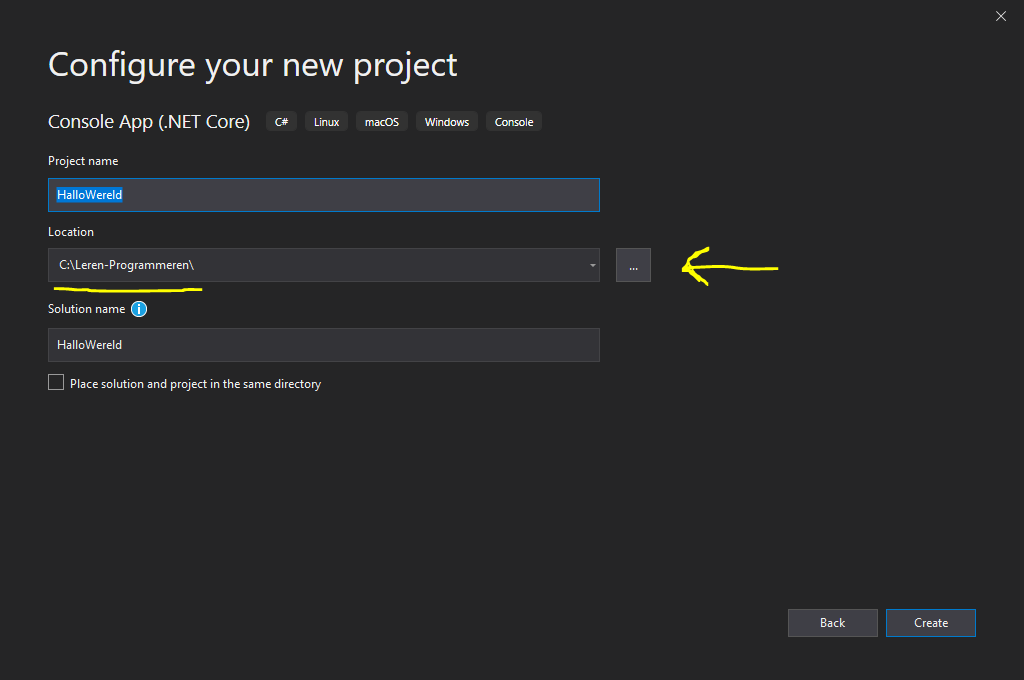 Configure your new project
Console App (.NET Core) C# Linux macOS Windows Console
Project name
HalloWereld
Location
C:\Leren-Programmeren\
...
Solution name
HalloWereld
Place solution and project in the same directory
Back Create